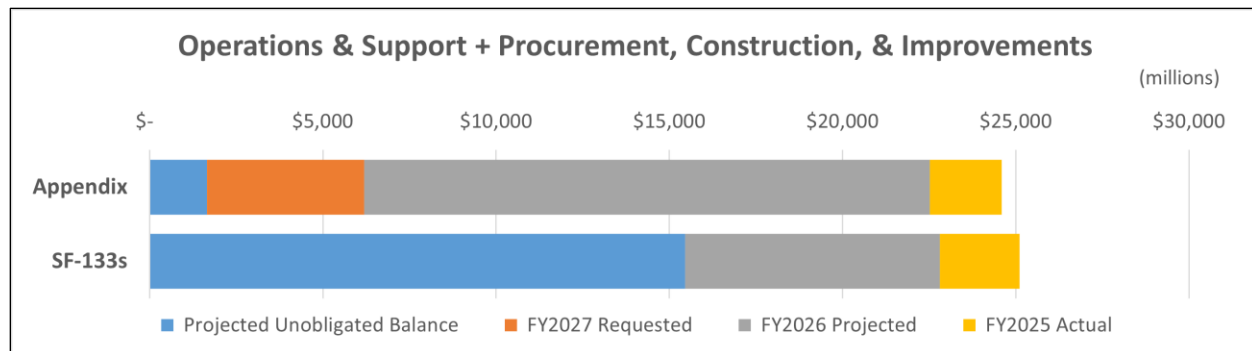 Operations & Support + Procurement, Construction, & Improvements
(millions)
$- $5,000 $10,000 $15,000 $20,000 $25,000 $30,000
Appendix
SF-133s
Projected Unobligated Balance FY2027 Requested FY2026 Projected FY2025 Actual